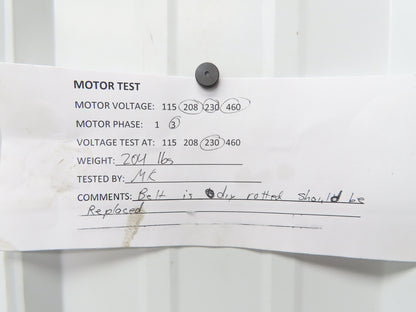 MOTOR TEST
MOTOR VOLTAGE: 115 208 230 460
MOTOR PHASE: 1 3
VOLTAGE TEST AT: 115 208 230 460
WEIGHT: 204 lbs
TESTED BY: MK
COMMENTS: Belt is dry rotted should be
Replaced